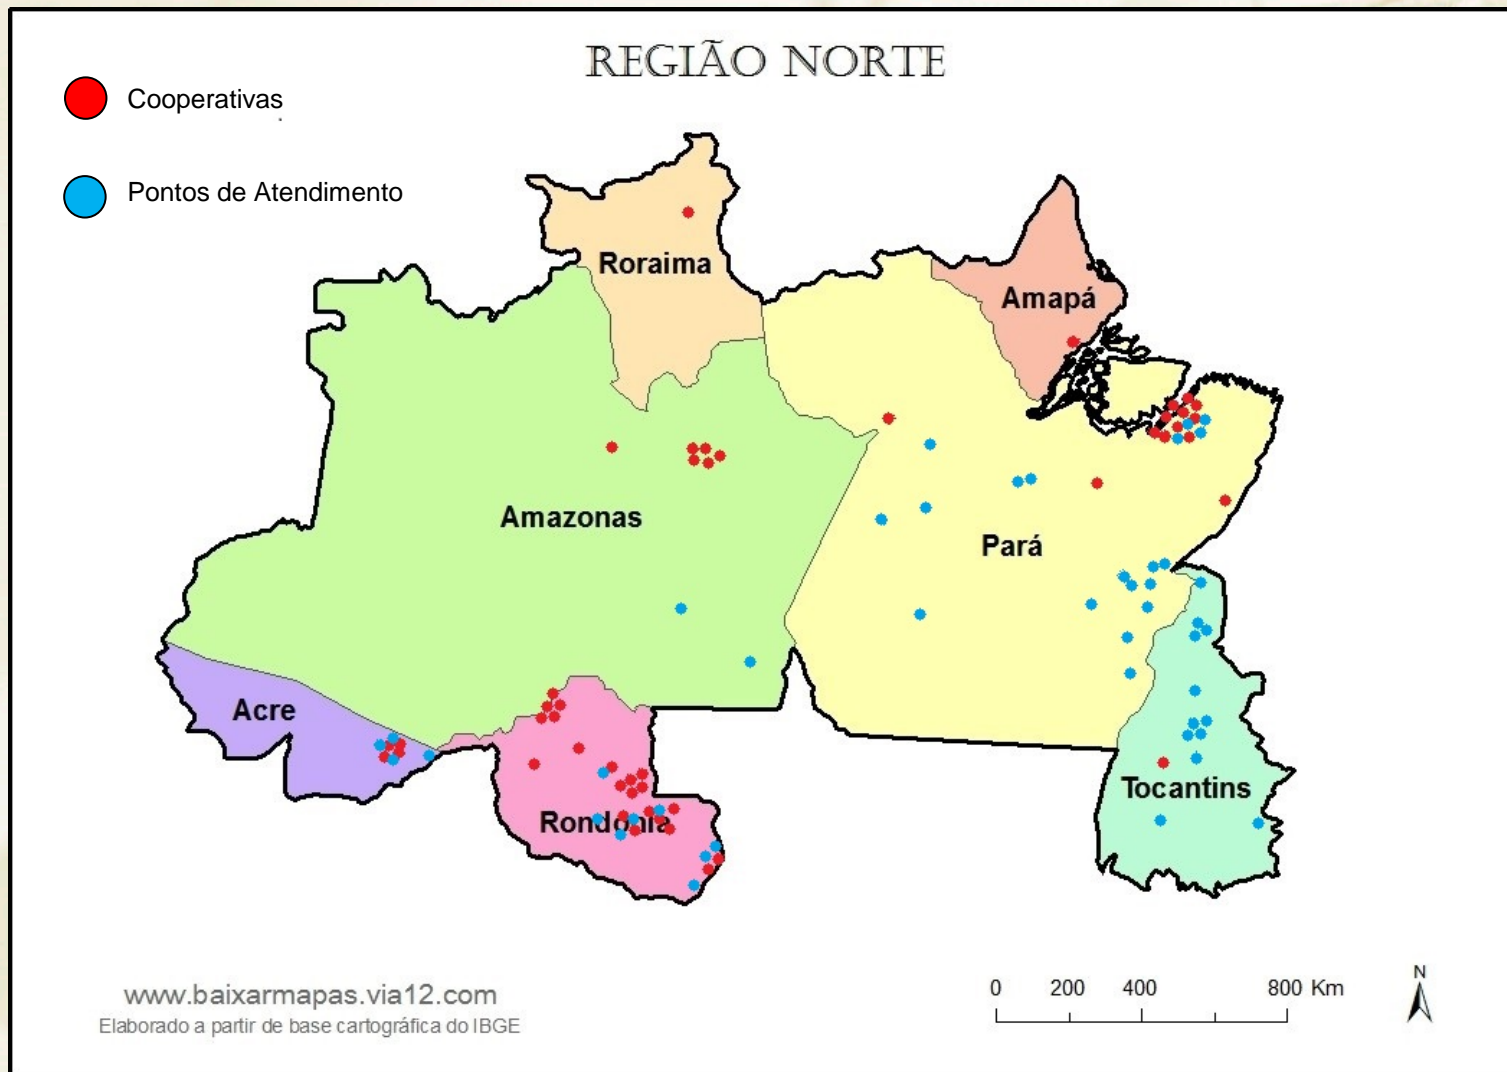 REGIÃO NORTE
Cooperativas
Pontos de Atendimento
Roraima
Amapá
Amazonas
Pará
Acre
Tocantins
Rondonia
www.baixarmapas.via12.com
Elaborado a partir de base cartográfica do IBGE
0 200 400 800 Km
N